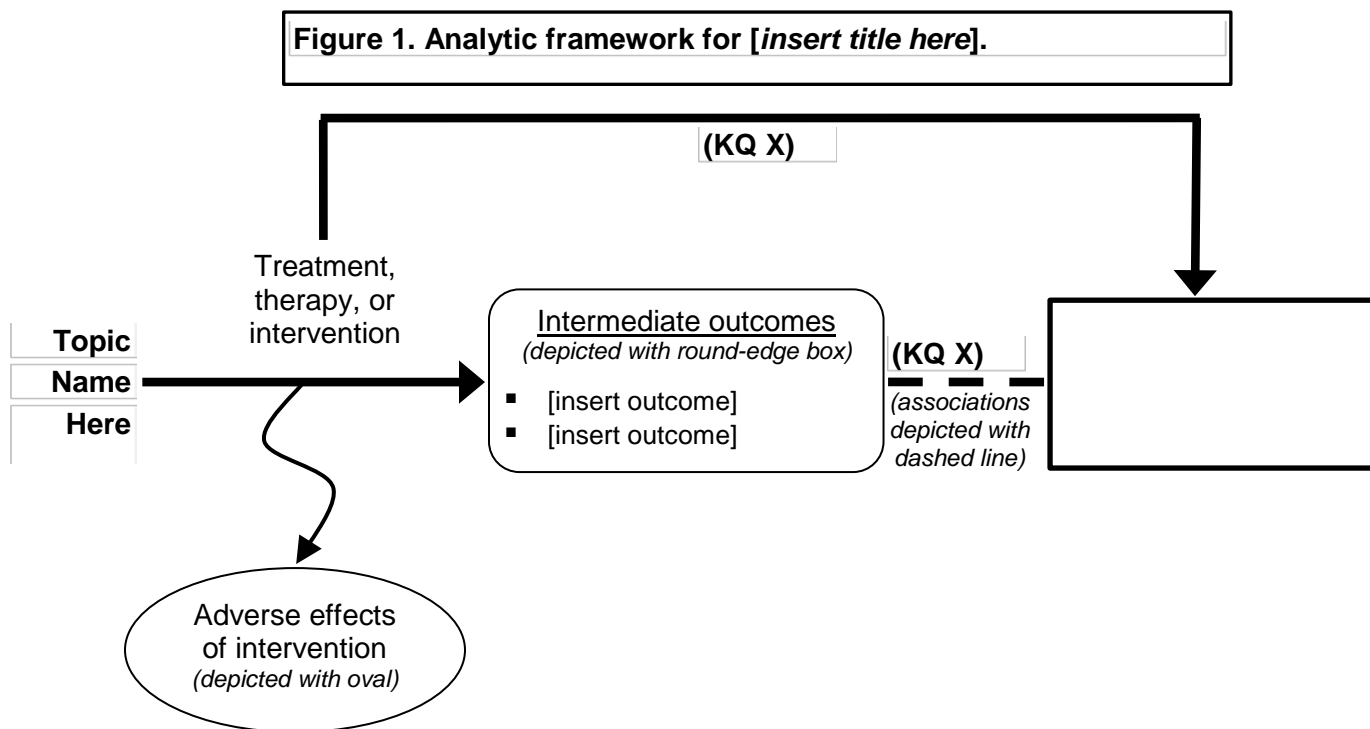 Figure 1. Analytic framework for [insert title here].
(KQ X)
Treatment,
therapy, or
intervention
Topic
Name
Here
Intermediate outcomes
(depicted with round-edge box)
▪ [insert outcome]
▪ [insert outcome]
(KQ X)
(associations
depicted with
dashed line)
Adverse effects
of intervention
(depicted with oval)